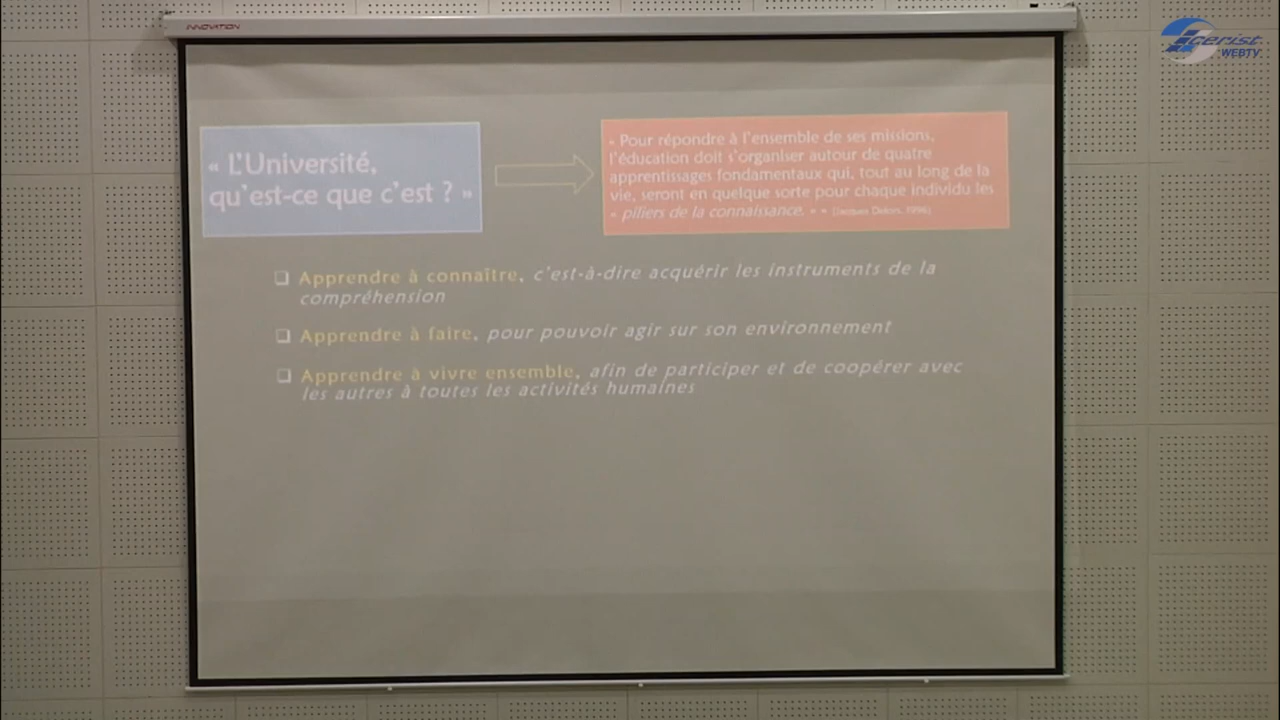 INNOVATION
cerist
WEBTV
« L'Université,
qu'est-ce que c'est ? »
« Pour répondre à l'ensemble de ses missions,
l'éducation doit s'organiser autour de quatre
apprentissages fondamentaux qui, tout au long de la
vie, seront en quelque sorte pour chaque individu les
« piliers de la connaissance. » » (Jacques Delors, 1996)
❑ Apprendre à connaître, c'est-à-dire acquérir les instruments de la
compréhension
❑ Apprendre à faire, pour pouvoir agir sur son environnement
❑ Apprendre à vivre ensemble, afin de participer et de coopérer avec
les autres à toutes les activités humaines